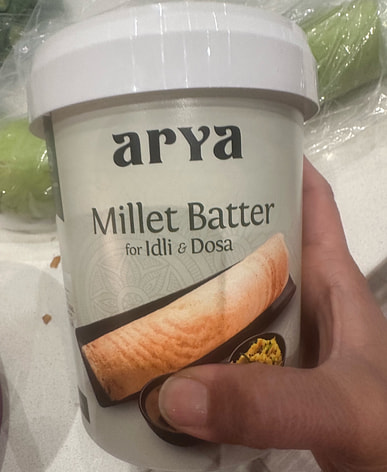 arya
Millet Batter
for Idli & Dosa